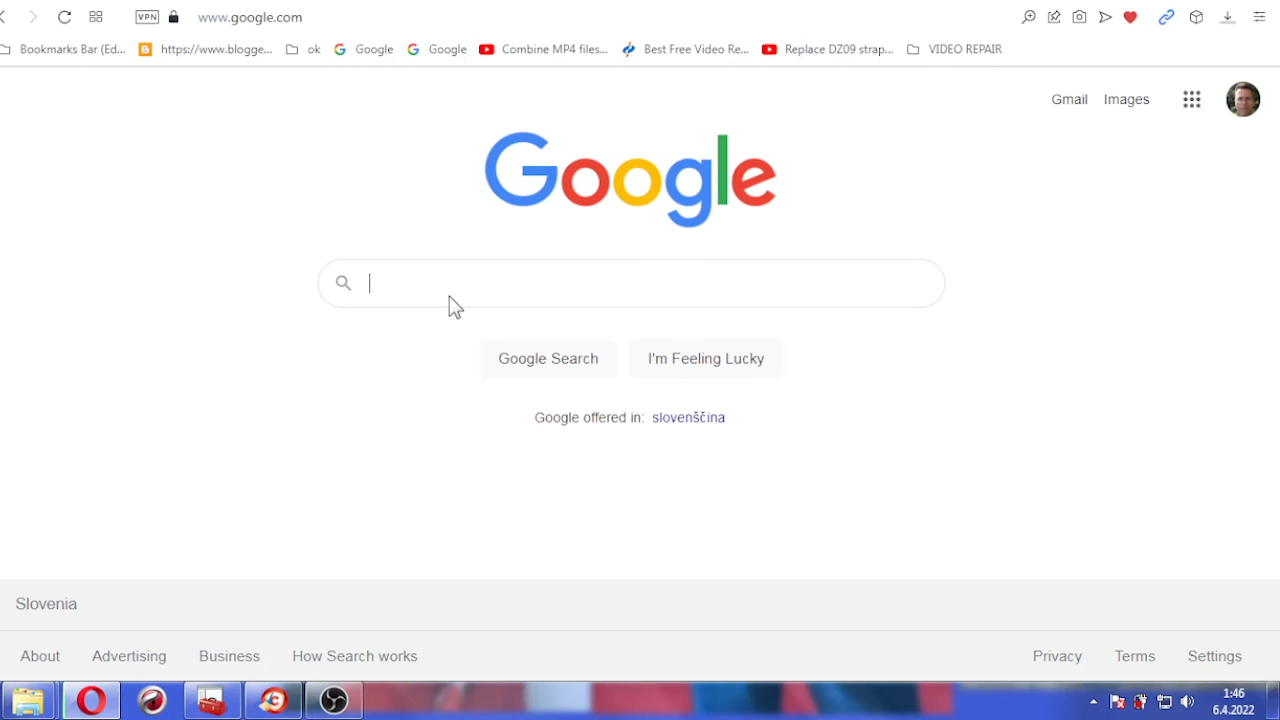 VPN www.google.com
Bookmarks Bar (Ed... https://www.blogge... ok Google Google Combine MP4 files... Best Free Video Re... Replace DZ09 strap... VIDEO REPAIR
Gmail Images
Google
Google Search I'm Feeling Lucky
Google offered in: slovenščina
Slovenia
About Advertising Business How Search works Privacy Terms Settings
1:46
6.4.2022